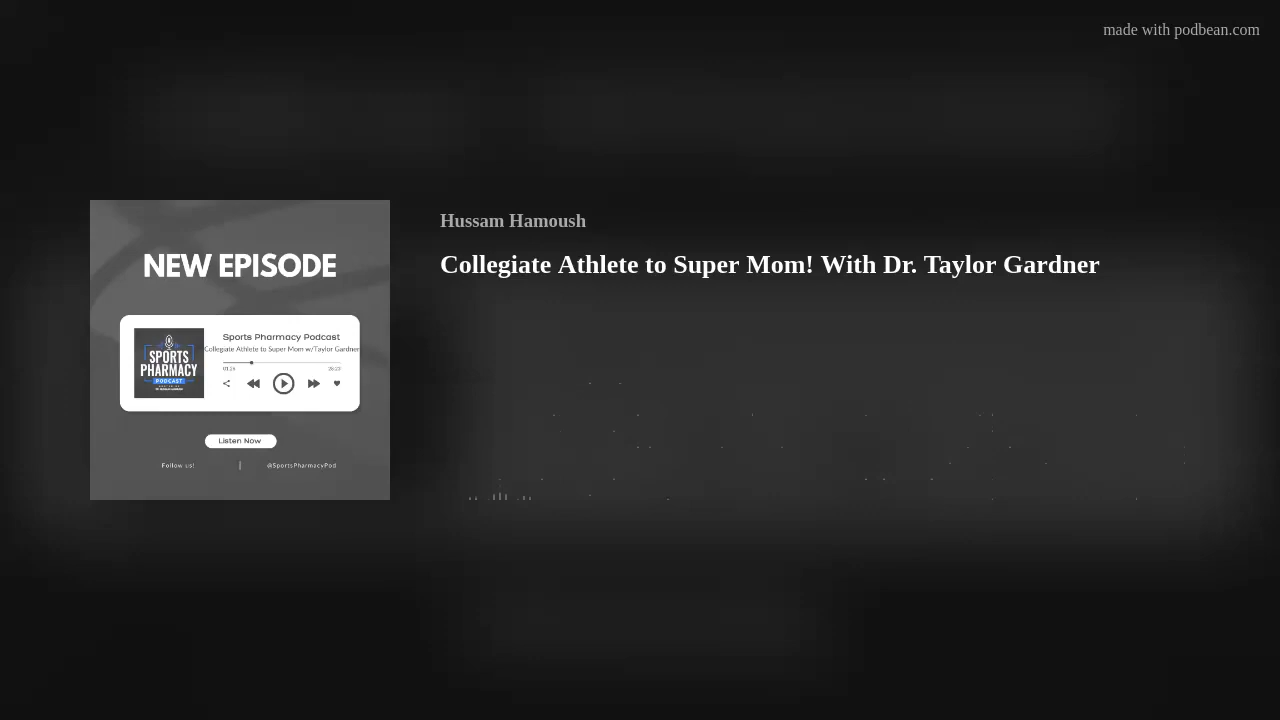 made with podbean.com
Hussam Hamoush
Collegiate Athlete to Super Mom! With Dr. Taylor Gardner
NEW EPISODE
Sports Pharmacy Podcast
Collegiate Athlete to Super Mom w/Taylor Gardner
SPORTS
PHARMACY
PODCAST
Listen Now
Follow us!
@SportsPharmacyPod